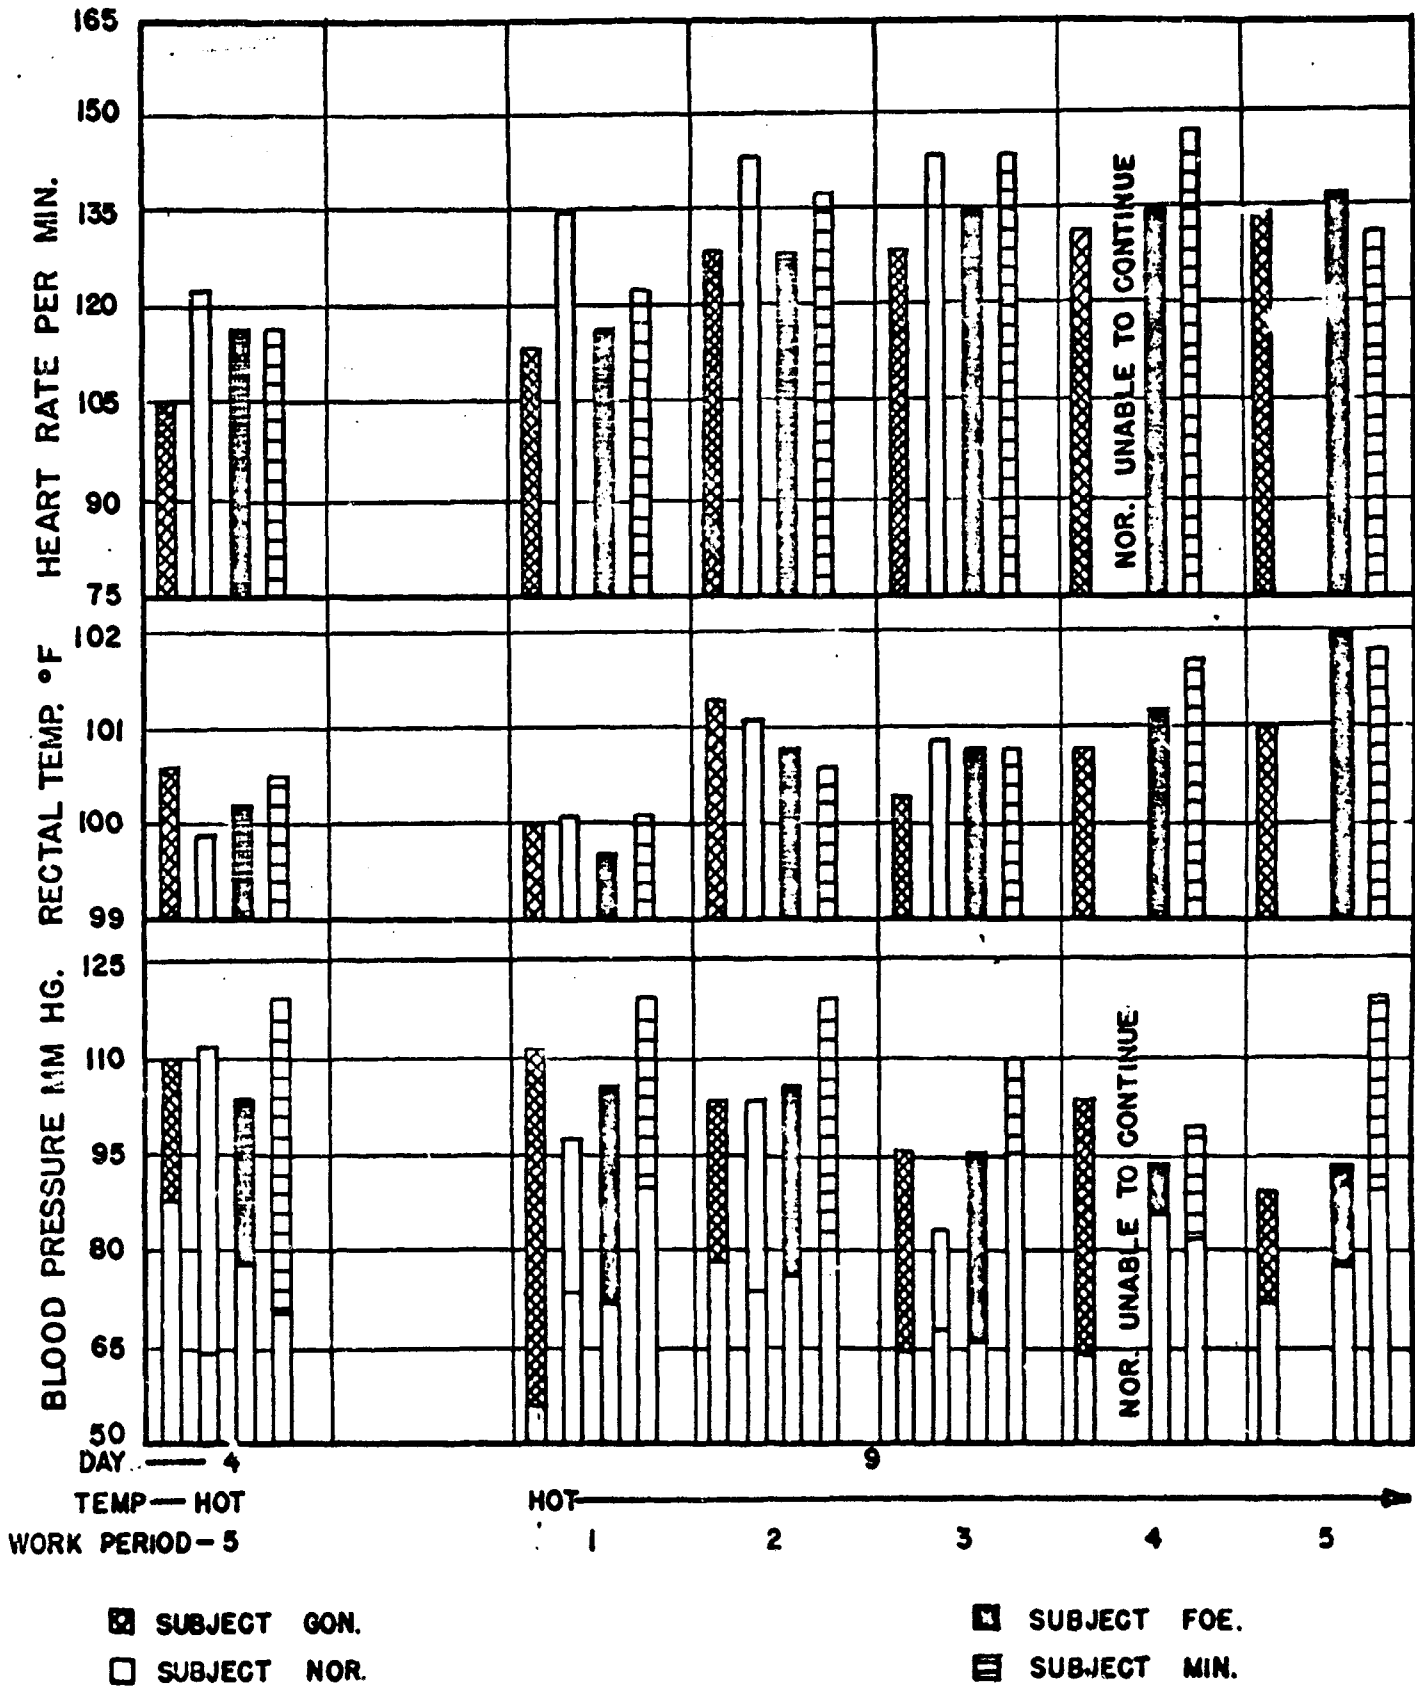 165
150
135
120
105
90
75
HEART RATE PER MIN.
NOR. UNABLE TO CONTINUE
102
101
100
99
RECTAL TEMP. °F
125
110
95
80
65
50
BLOOD PRESSURE MM HG.
NOR. UNABLE TO CONTINUE
DAY — 4 9
TEMP — HOT HOT
WORK PERIOD - 5 1 2 3 4 5
SUBJECT GON. SUBJECT FOE.
SUBJECT NOR. SUBJECT MIN.